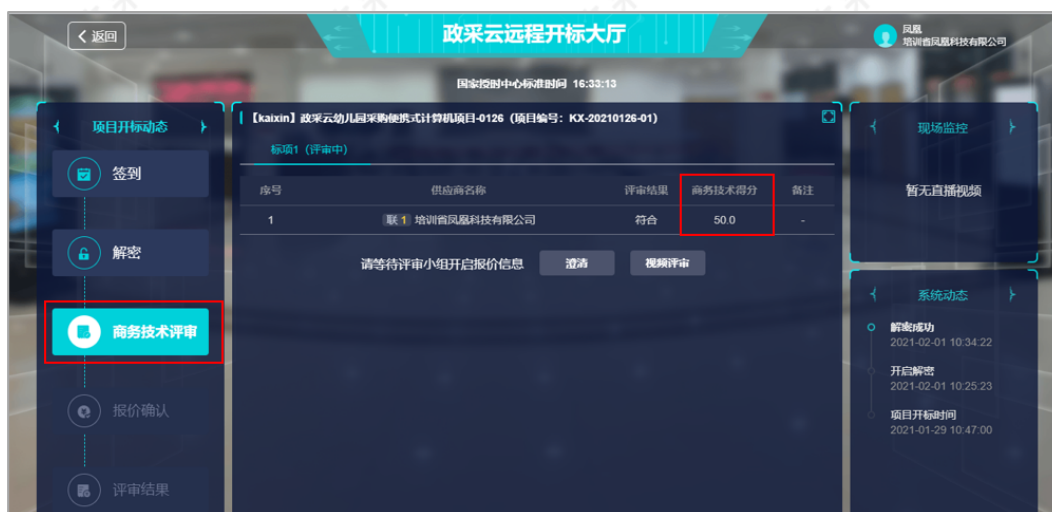 返回
政采云远程开标大厅
凤凰
培训省凤凰科技有限公司
国家授时中心标准时间 16:33:13
项目开标动态
签到
解密
商务技术评审
报价确认
评审结果
【kaixin】政采云幼儿园采购便携式计算机项目-0126（项目编号：KX-20210126-01）
标项1（评审中）
序号 供应商名称 评审结果 商务技术得分 备注
1 联1 培训省凤凰科技有限公司 符合 50.0 -
请等待评审小组开启报价信息 澄清 视频评审
现场监控
暂无直播视频
系统动态
解密成功
2021-02-01 10:34:22
开启解密
2021-02-01 10:25:23
项目开标时间
2021-01-29 10:47:00